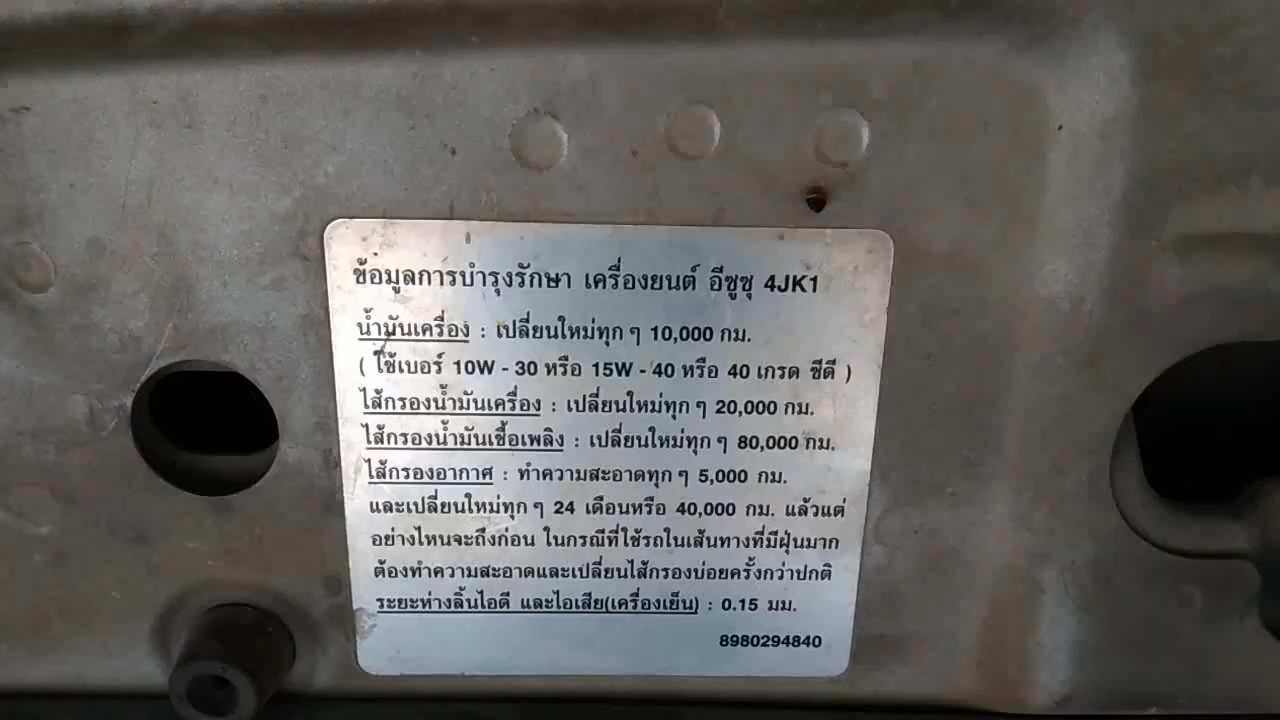 ข้อมูลการบำรุงรักษา เครื่องยนต์ อีซูซุ 4JK1
น้ำมันเครื่อง : เปลี่ยนใหม่ทุก ๆ 10,000 กม.
( ใช้เบอร์ 10W - 30 หรือ 15W - 40 หรือ 40 เกรด ซีดี )
ไส้กรองน้ำมันเครื่อง : เปลี่ยนใหม่ทุก ๆ 20,000 กม.
ไส้กรองน้ำมันเชื้อเพลิง : เปลี่ยนใหม่ทุก ๆ 80,000 กม.
ไส้กรองอากาศ : ทำความสะอาดทุก ๆ 5,000 กม.
และเปลี่ยนใหม่ทุก ๆ 24 เดือนหรือ 40,000 กม. แล้วแต่
อย่างไหนจะถึงก่อน ในกรณีที่ใช้รถในเส้นทางที่มีฝุ่นมาก
ต้องทำความสะอาดและเปลี่ยนไส้กรองบ่อยครั้งกว่าปกติ
ระยะห่างลิ้นไอดี และไอเสีย(เครื่องเย็น) : 0.15 มม.
8980294840